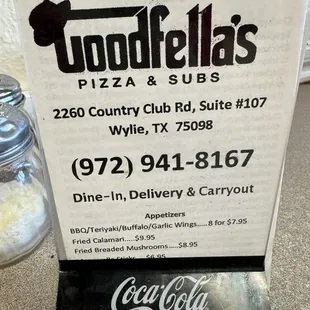 Goodfella's
PIZZA & SUBS
2260 Country Club Rd, Suite #107
Wylie, TX 75098
(972) 941-8167
Dine-In, Delivery & Carryout
Appetizers
BBQ/Teriyaki/Buffalo/Garlic Wings.....8 for $7.95
Fried Calamari.....$9.95
Fried Breaded Mushrooms.....$8.95
$6.95
Coca-Cola